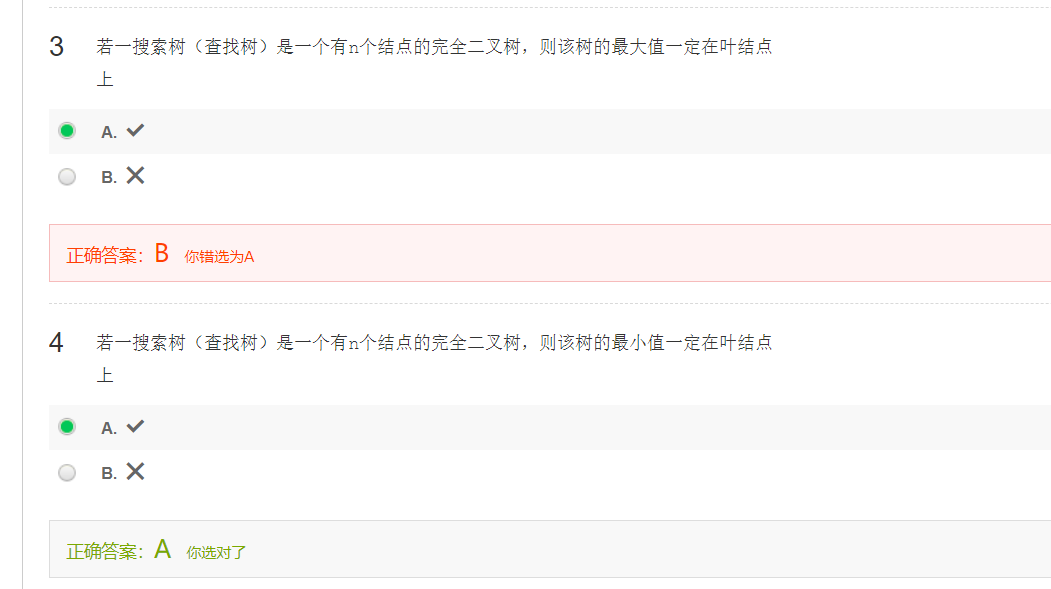 3 若一搜索树（查找树）是一个有n个结点的完全二叉树，则该树的最大值一定在叶结点
上
A.
B.
正确答案：B 你错选为A
4 若一搜索树（查找树）是一个有n个结点的完全二叉树，则该树的最小值一定在叶结点
上
A.
B.
正确答案：A 你选对了